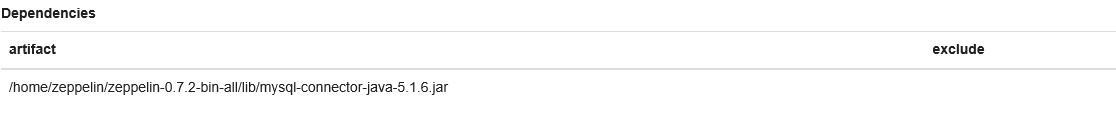 Dependencies
artifact exclude
/home/zeppelin/zeppelin-0.7.2-bin-all/lib/mysql-connector-java-5.1.6.jar